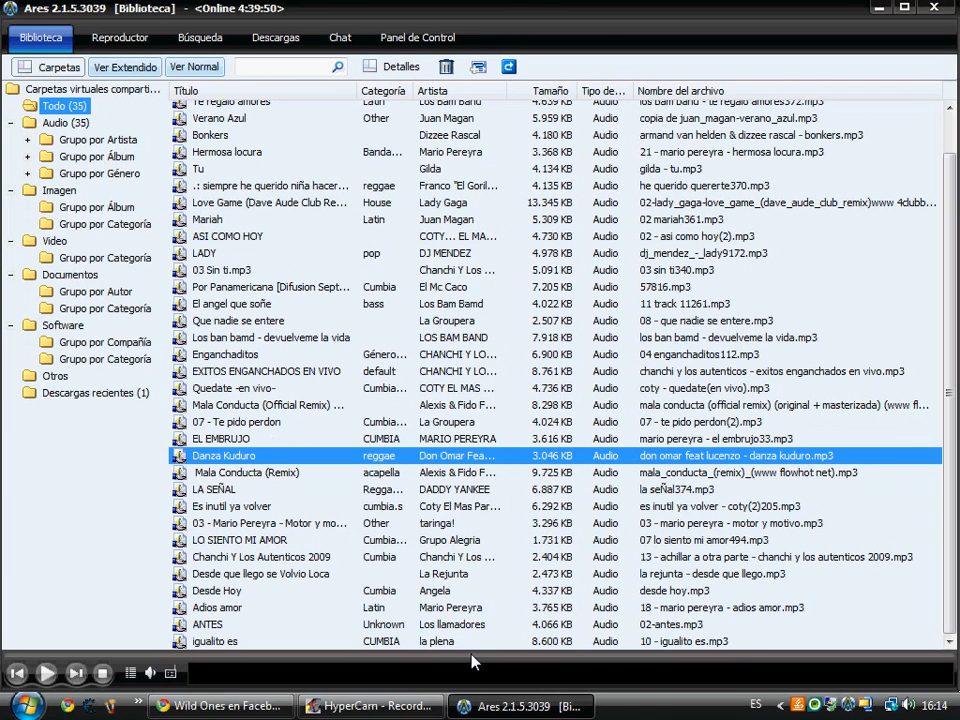 Ares 2.1.5.3039 [Biblioteca] - <Online 4:39:50>
Biblioteca Reproductor Búsqueda Descargas Chat Panel de Control
Carpetas Ver Extendido Ver Normal Detalles
Carpetas virtuales comparti...
Todo (35)
Audio (35)
Grupo por Artista
Grupo por Álbum
Grupo por Género
Imagen
Grupo por Álbum
Grupo por Categoría
Video
Grupo por Categoría
Documentos
Grupo por Autor
Grupo por Categoría
Software
Grupo por Compañía
Grupo por Categoría
Otros
Descargas recientes (1)
Título Categoría Artista Tamaño Tipo de... Nombre del archivo
Te regalo amores Latin Los Bam Band 4.639 KB Audio los bam band - te regalo amores372.mp3
Verano Azul Other Juan Magan 5.959 KB Audio copia de juan_magan-verano_azul.mp3
Bonkers Dizzee Rascal 4.180 KB Audio armand van helden & dizzee rascal - bonkers.mp3
Hermosa locura Banda... Mario Pereyra 3.368 KB Audio 21 - mario pereyra - hermosa locura.mp3
Tu Gilda 4.134 KB Audio gilda - tu.mp3
.: siempre he querido niña hacer... reggae Franco "El Goril... 4.135 KB Audio he querido quererte370.mp3
Love Game (Dave Aude Club Re... House Lady Gaga 13.345 KB Audio 02-lady_gaga-love_game_(dave_aude_club_remix)www 4clubb...
Mariah Latin Juan Magan 5.309 KB Audio 02 mariah361.mp3
ASI COMO HOY COTY... EL MA... 4.730 KB Audio 02 - asi como hoy(2).mp3
LADY pop DJ MENDEZ 4.278 KB Audio dj_mendez_-_lady9172.mp3
03 Sin ti.mp3 Chanchi Y Los ... 5.091 KB Audio 03 sin ti340.mp3
Por Panamericana [Difusion Sept... Cumbia El Mc Caco 7.205 KB Audio 57816.mp3
El angel que soñe bass Los Bam Bamd 4.022 KB Audio 11 track 11261.mp3
Que nadie se entere La Groupera 2.507 KB Audio 08 - que nadie se entere.mp3
Los ban bamd - devuelveme la vida LOS BAM BAND 7.918 KB Audio los ban bamd - devuelveme la vida.mp3
Enganchaditos Género... CHANCHI Y LO... 6.900 KB Audio 04 enganchaditos112.mp3
EXITOS ENGANCHADOS EN VIVO default CHANCHI Y LO... 8.761 KB Audio chanchi y los autenticos - exitos enganchados en vivo.mp3
Quedate -en vivo- Cumbia... COTY EL MAS ... 4.736 KB Audio coty - quedate(en vivo).mp3
Mala Conducta (Official Remix) ... Alexis & Fido F... 8.298 KB Audio mala conducta (official remix) (original + masterizada) (www fl...
07 - Te pido perdon Cumbia La Groupera 4.024 KB Audio 07 - te pido perdon(2).mp3
EL EMBRUJO CUMBIA MARIO PEREYRA 3.616 KB Audio mario pereyra - el embrujo33.mp3
Danza Kuduro reggae Don Omar Fea... 3.046 KB Audio don omar feat lucenzo - danza kuduro.mp3
Mala Conducta (Remix) acapella Alexis & Fido F... 9.725 KB Audio mala_conducta_(remix)_(www flowhot net).mp3
LA SEÑAL Regga... DADDY YANKEE 6.887 KB Audio la seÑal374.mp3
Es inutil ya volver cumbia.s Coty El Mas Par... 6.292 KB Audio es inutil ya volver - coty(2)205.mp3
03 - Mario Pereyra - Motor y mo... Other taringa! 3.296 KB Audio 03 - mario pereyra - motor y motivo.mp3
LO SIENTO MI AMOR Cumbia Grupo Alegria 1.731 KB Audio 07 lo siento mi amor494.mp3
Chanchi Y Los Autenticos 2009 Cumbia Chanchi Y Los ... 2.404 KB Audio 13 - achillar a otra parte - chanchi y los autenticos 2009.mp3
Desde que llego se Volvio Loca La Rejunta 2.473 KB Audio la rejunta - desde que llego.mp3
Desde Hoy Cumbia Angela 4.337 KB Audio desde hoy.mp3
Adios amor Latin Mario Pereyra 3.765 KB Audio 18 - mario pereyra - adios amor.mp3
ANTES Unknown Los llamadores 4.066 KB Audio 02-antes.mp3
igualito es CUMBIA la plena 8.600 KB Audio 10 - igualito es.mp3
Wild Ones en Faceb... HyperCam - Record... Ares 2.1.5.3039 [Bi... ES 16:14